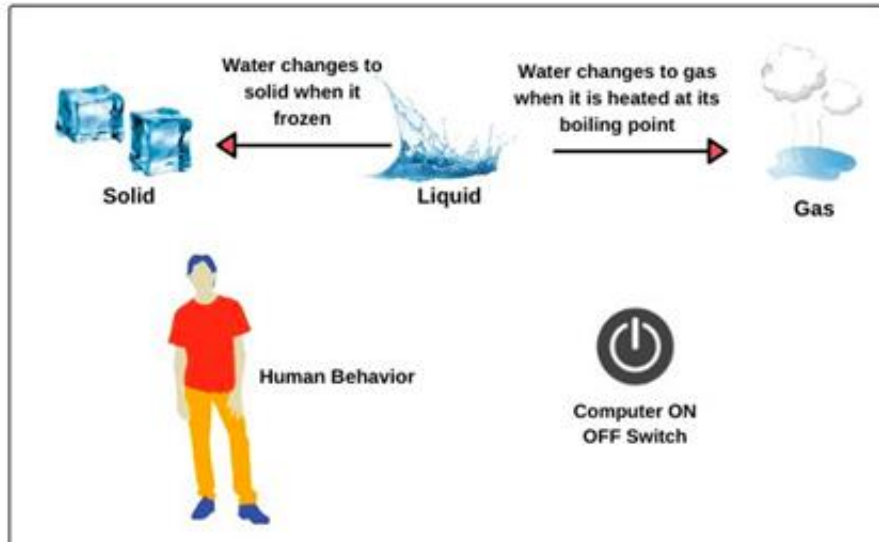 Water changes to
solid when it
frozen
Water changes to gas
when it is heated at its
boiling point
Solid
Liquid
Gas
Human Behavior
Computer ON
OFF Switch